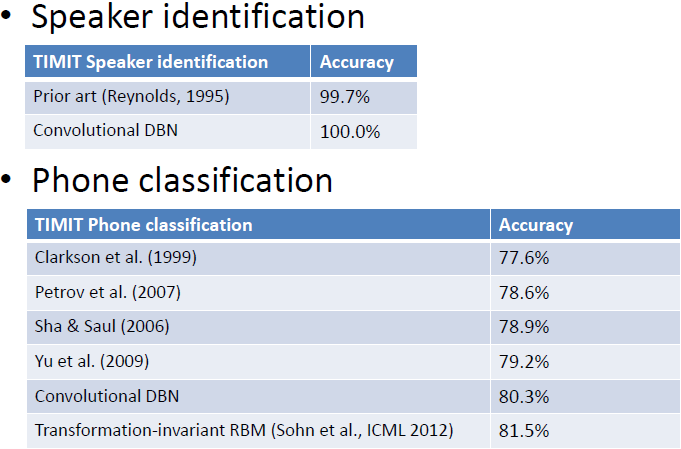 • Speaker identification
TIMIT Speaker identification Accuracy
Prior art (Reynolds, 1995) 99.7%
Convolutional DBN 100.0%
• Phone classification
TIMIT Phone classification Accuracy
Clarkson et al. (1999) 77.6%
Petrov et al. (2007) 78.6%
Sha & Saul (2006) 78.9%
Yu et al. (2009) 79.2%
Convolutional DBN 80.3%
Transformation-invariant RBM (Sohn et al., ICML 2012) 81.5%